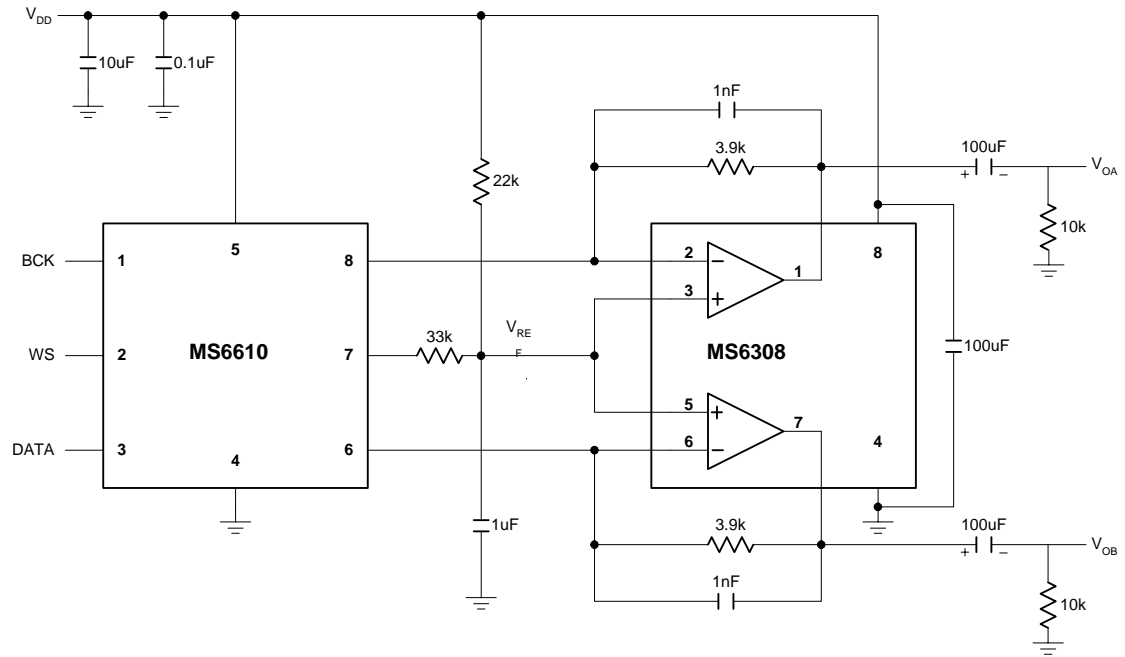 VDD
10uF
0.1uF
1nF
3.9k
100uF
VOA
22k
10k
BCK
1
5
8
2
1
8
3
WS
2
MS6610
7
33k
VRE
F
MS6308
100uF
5
7
DATA
3
4
6
6
4
1uF
3.9k
100uF
VOB
1nF
10k